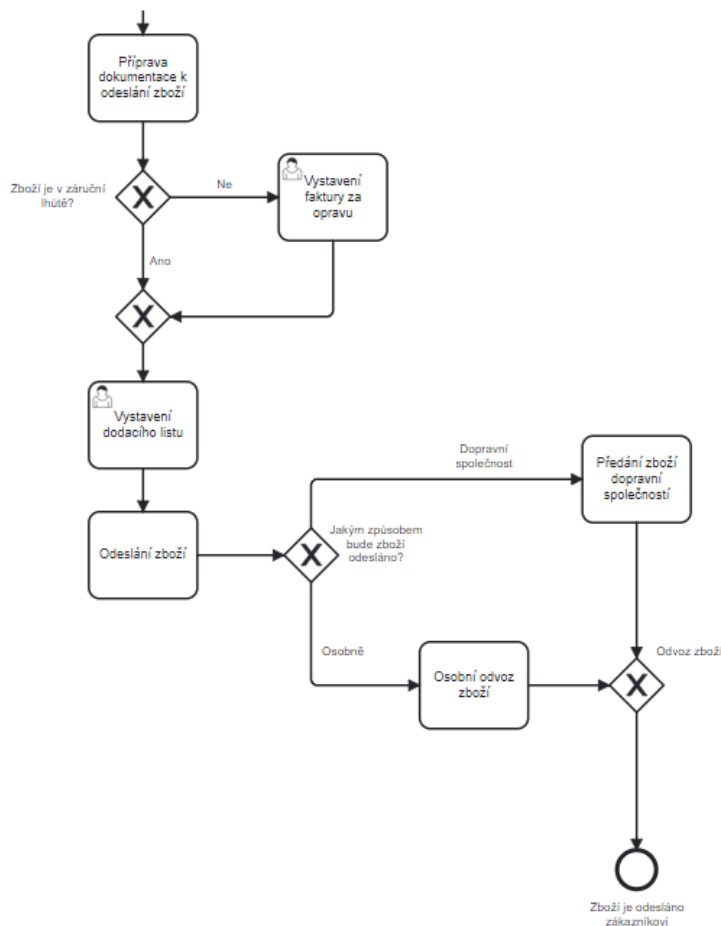 Příprava
dokumentace k
odeslání zboží
Zboží je v záruční
lhůtě?
Ne
Vystavení
faktury za
opravu
Ano
Vystavení
dodacího listu
Dopravní
společnost
Předání zboží
dopravní
společností
Odeslání zboží
Jakým způsobem
bude zboží
odesláno?
Osobně
Osobní odvoz
zboží
Odvoz zboží
Zboží je odesláno
zákazníkovi